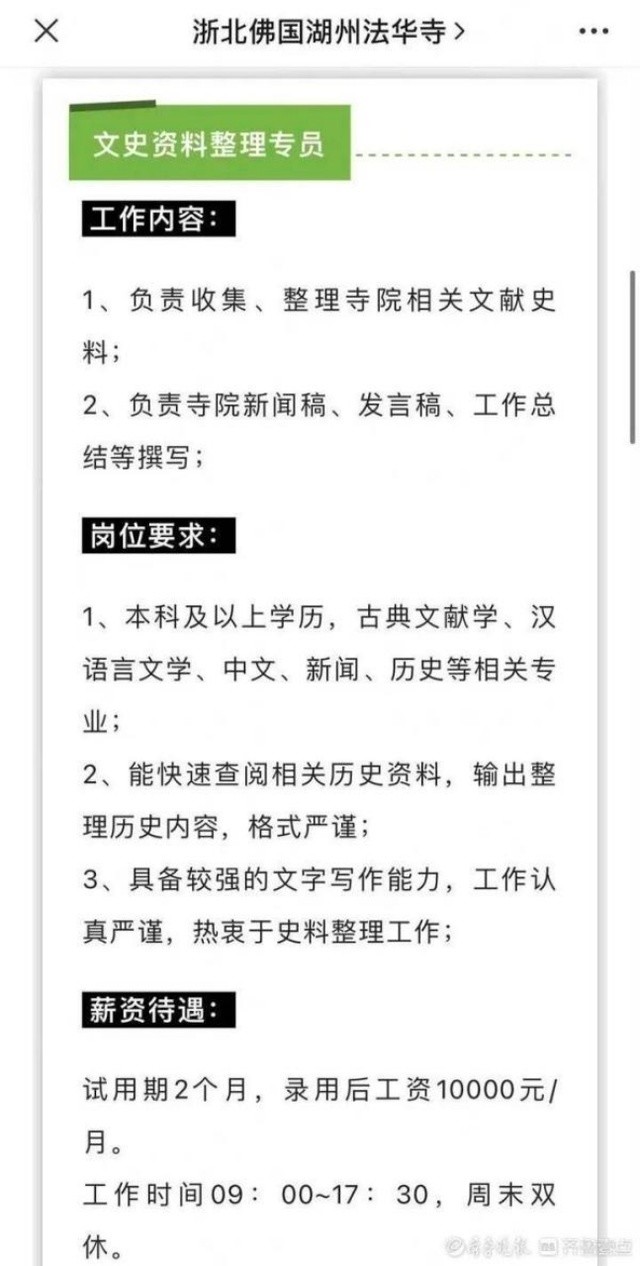 浙北佛国湖州法华寺
文史资料整理专员
工作内容：
1、负责收集、整理寺院相关文献史
料；
2、负责寺院新闻稿、发言稿、工作总
结等撰写；
岗位要求：
1、本科及以上学历，古典文献学、汉
语言文学、中文、新闻、历史等相关专
业；
2、能快速查阅相关历史资料，输出整
理历史内容，格式严谨；
3、具备较强的文字写作能力，工作认
真严谨，热衷于史料整理工作；
薪资待遇：
试用期2个月，录用后工资10000元/
月。
工作时间09：00~17：30，周末双
休。
齐鲁晚报 齐鲁壹点